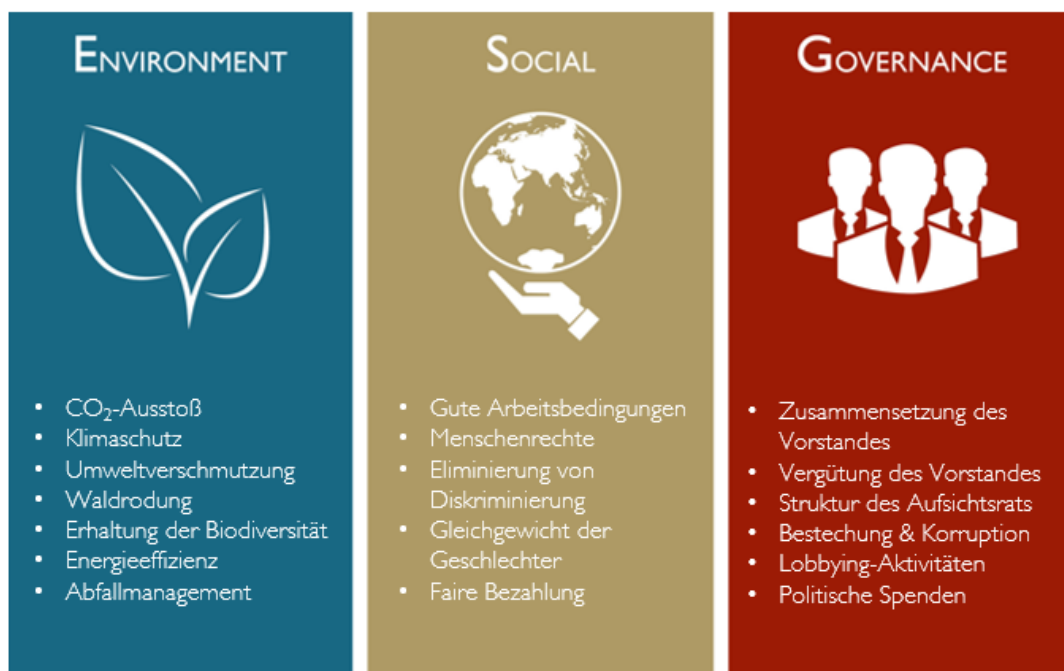 ENVIRONMENT
• CO₂-Ausstoß
• Klimaschutz
• Umweltverschmutzung
• Waldrodung
• Erhaltung der Biodiversität
• Energieeffizienz
• Abfallmanagement
SOCIAL
• Gute Arbeitsbedingungen
• Menschenrechte
• Eliminierung von
Diskriminierung
• Gleichgewicht der
Geschlechter
• Faire Bezahlung
GOVERNANCE
• Zusammensetzung des
Vorstandes
• Vergütung des Vorstandes
• Struktur des Aufsichtsrats
• Bestechung & Korruption
• Lobbying-Aktivitäten
• Politische Spenden